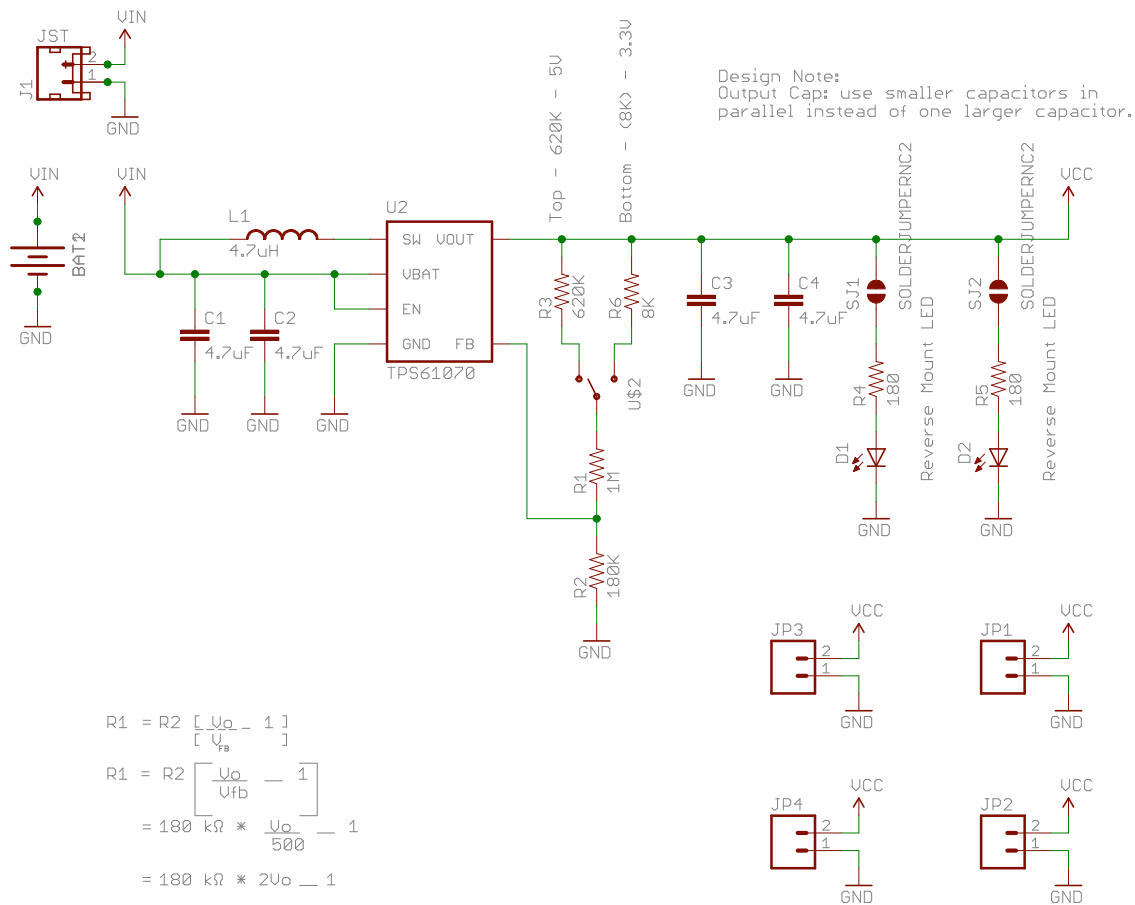 VIN
JST
2
1
J1
GND
VIN
BAT2
GND
VIN
L1
4.7uH
C1
4.7uF
GND
C2
4.7uF
GND
GND
U2
SW VOUT
VBAT
EN
GND FB
TPS61070
Top - 620K - 5V
Bottom - (8K) - 3.3V
R3
620K
R6
8K
U$2
R1
1M
R2
180K
GND
Design Note:
Output Cap: use smaller capacitors in
parallel instead of one larger capacitor.
C3
4.7uF
GND
C4
4.7uF
GND
SJ1
SOLDERJUMPERNC2
R4
180
D1
Reverse Mount LED
GND
SJ2
SOLDERJUMPERNC2
R5
180
D2
Reverse Mount LED
GND
VCC
JP3
VCC
2
1
GND
JP1
VCC
2
1
GND
JP4
VCC
2
1
GND
JP2
VCC
2
1
GND
R1 = R2 [ Vo - 1 ]
[ VFB ]
R1 = R2 [ Vo — 1 ]
Vfb
= 180 kΩ * Vo — 1
500
= 180 kΩ * 2Vo — 1